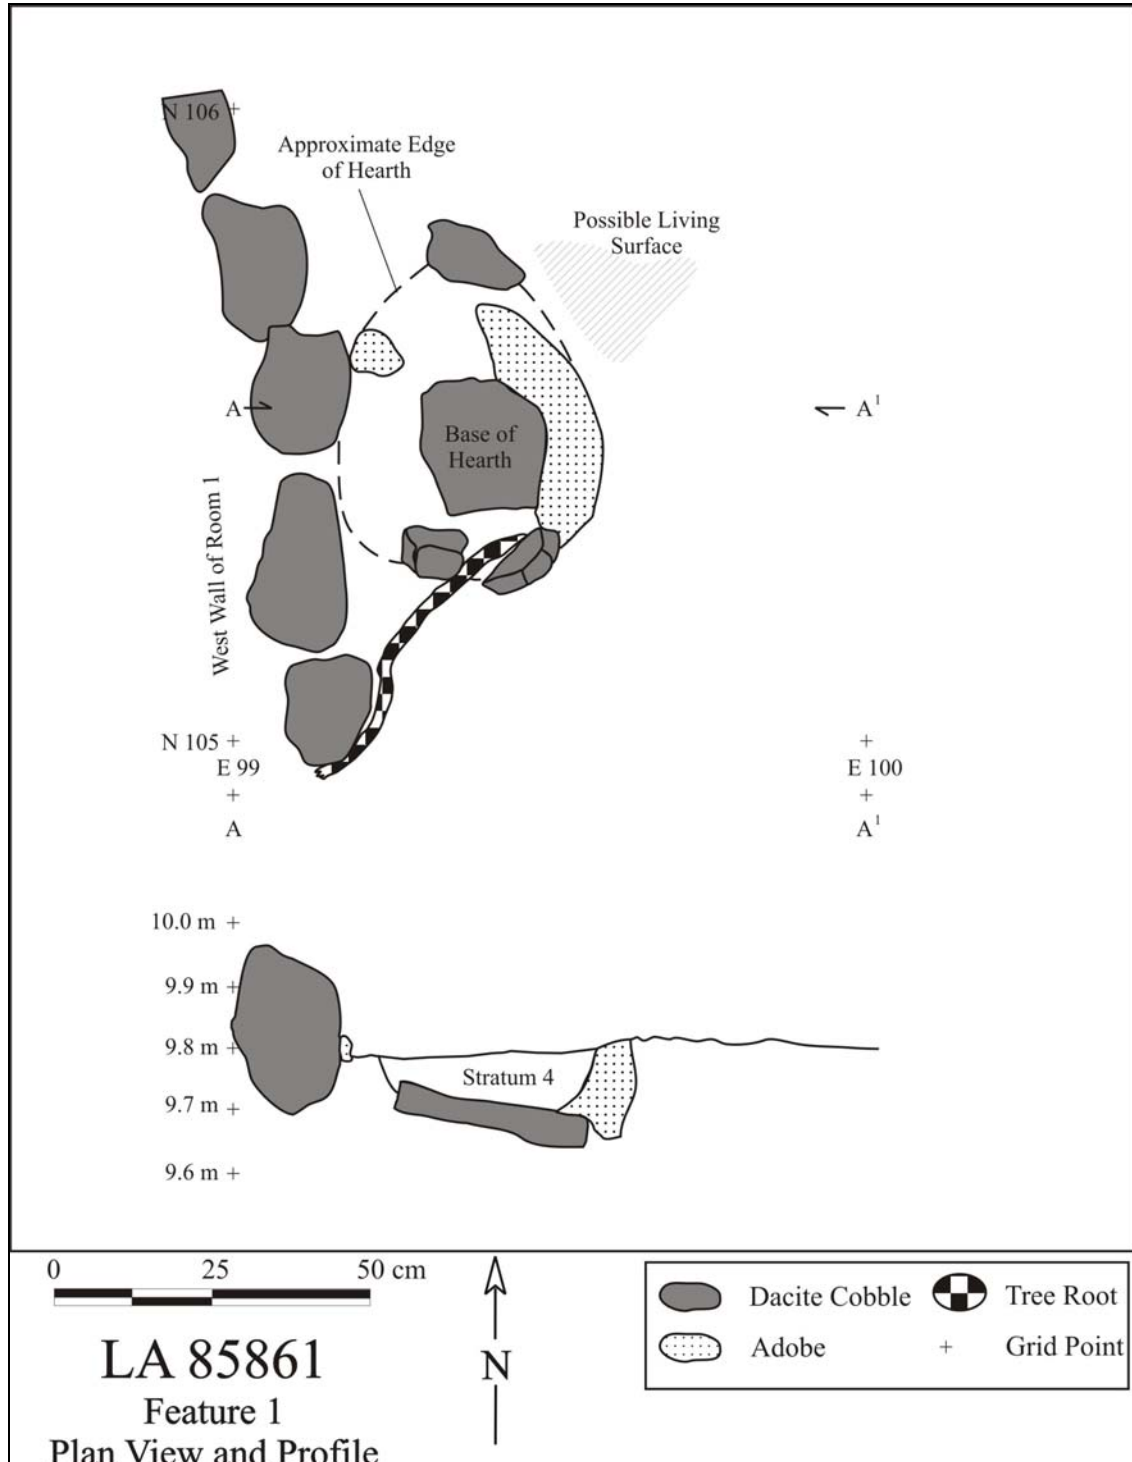 N 106
Approximate Edge
of Hearth
Possible Living
Surface
A
A¹
Base of
Hearth
West Wall of Room 1
N 105
E 99
E 100
A
A¹
10.0 m
9.9 m
9.8 m
9.7 m
9.6 m
Stratum 4
0 25 50 cm
LA 85861
Feature 1
Plan View and Profile
N
Dacite Cobble
Tree Root
Adobe
+ Grid Point